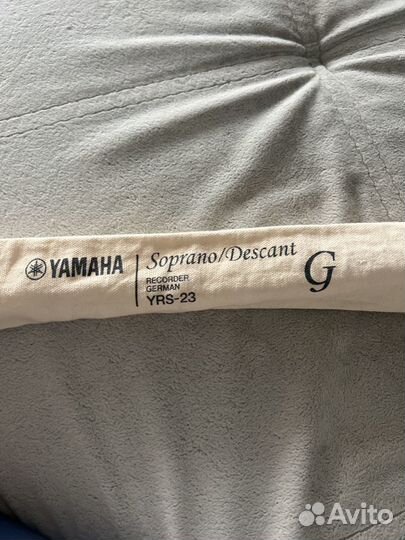 YAMAHA
Soprano/Descant
RECORDER
GERMAN
YRS-23
G
Avito